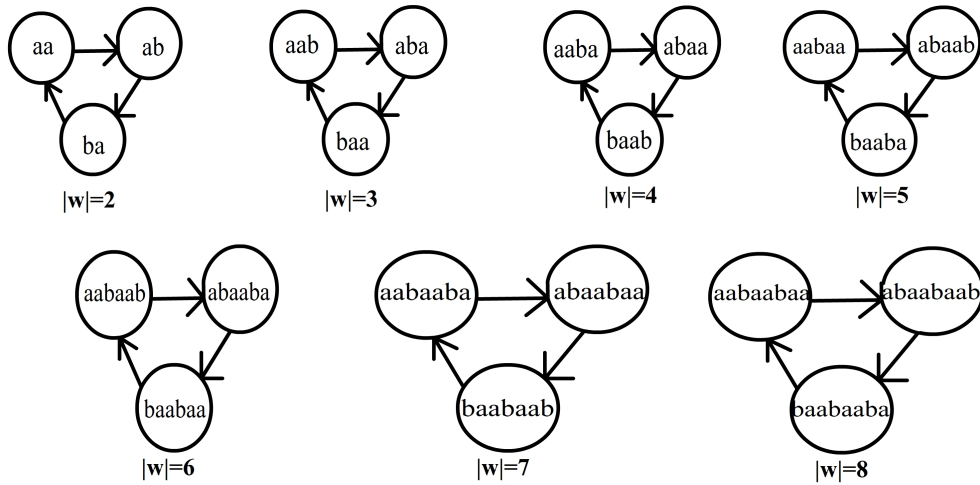 aa ab aab aba aaba abaa aabaa abaab
ba baa baab baaba
|w|=2 |w|=3 |w|=4 |w|=5
aabaab abaaba aabaaba abaabaa aabaabaa abaabaab
baabaa baabaab baabaaba
|w|=6 |w|=7 |w|=8